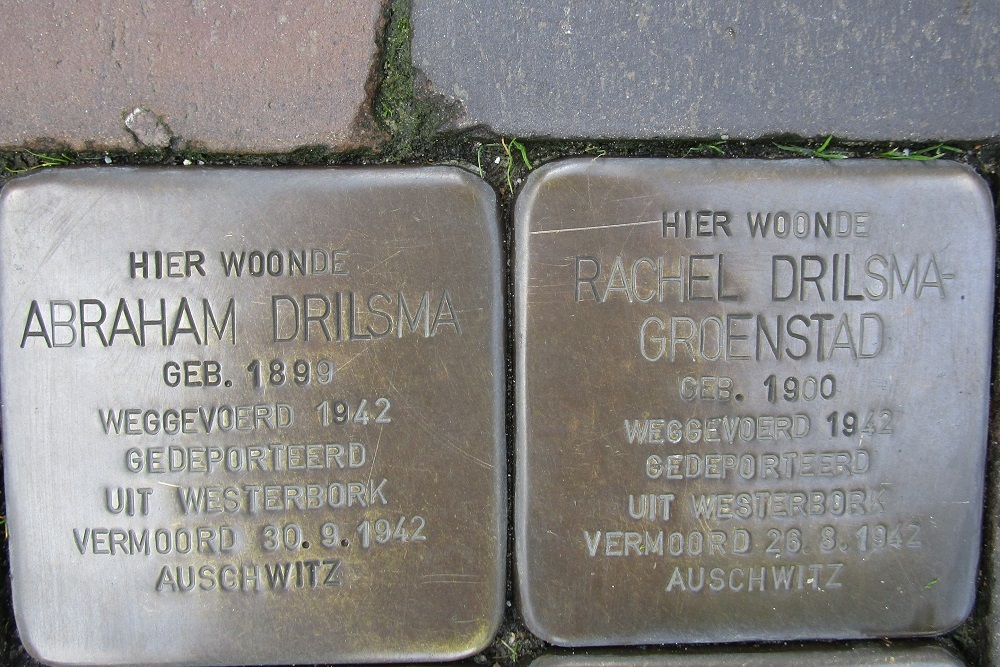 HIER WOONDE
ABRAHAM DRILSMA
GEB. 1899
WEGGEVOERD 1942
GEDEPORTEERD
UIT WESTERBORK
VERMOORD 30.9.1942
AUSCHWITZ
HIER WOONDE
RACHEL DRILSMA-
GROENSTAD
GEB. 1900
WEGGEVOERD 1942
GEDEPORTEERD
UIT WESTERBORK
VERMOORD 26.8.1942
AUSCHWITZ